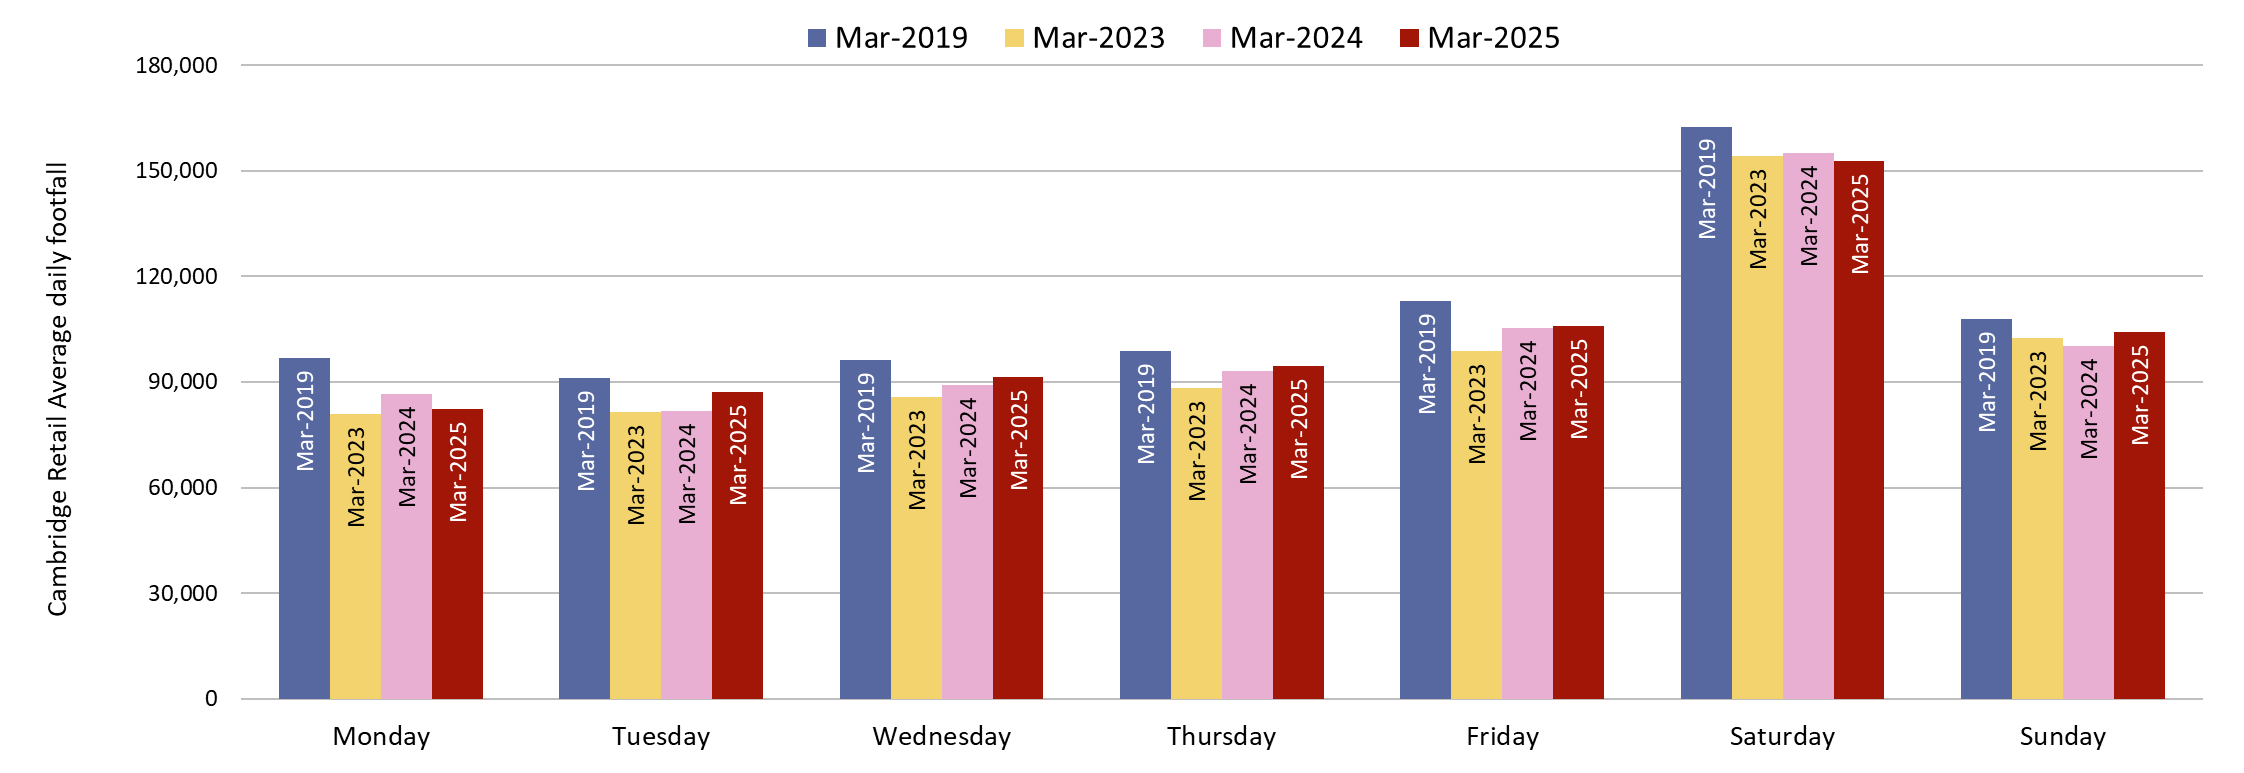 Mar-2019 Mar-2023 Mar-2024 Mar-2025
Cambridge Retail Average daily footfall
180,000
150,000
120,000
90,000
60,000
30,000
0
Mar-2019
Mar-2023
Mar-2024
Mar-2025
Mar-2019
Mar-2023
Mar-2024
Mar-2025
Mar-2019
Mar-2023
Mar-2024
Mar-2025
Mar-2019
Mar-2023
Mar-2024
Mar-2025
Mar-2019
Mar-2023
Mar-2024
Mar-2025
Mar-2019
Mar-2023
Mar-2024
Mar-2025
Mar-2019
Mar-2023
Mar-2024
Mar-2025
Monday Tuesday Wednesday Thursday Friday Saturday Sunday